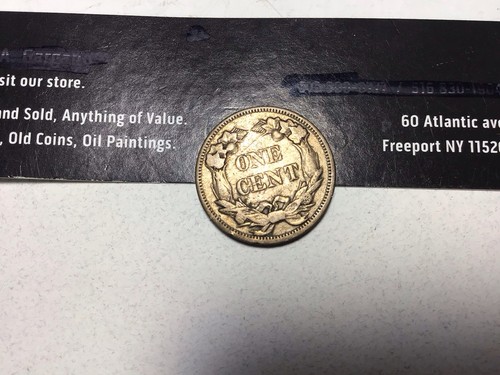 sit our store.
nd Sold, Anything of Value.
, Old Coins, Oil Paintings.
60 Atlantic ave
Freeport NY 11520
ONE
CENT